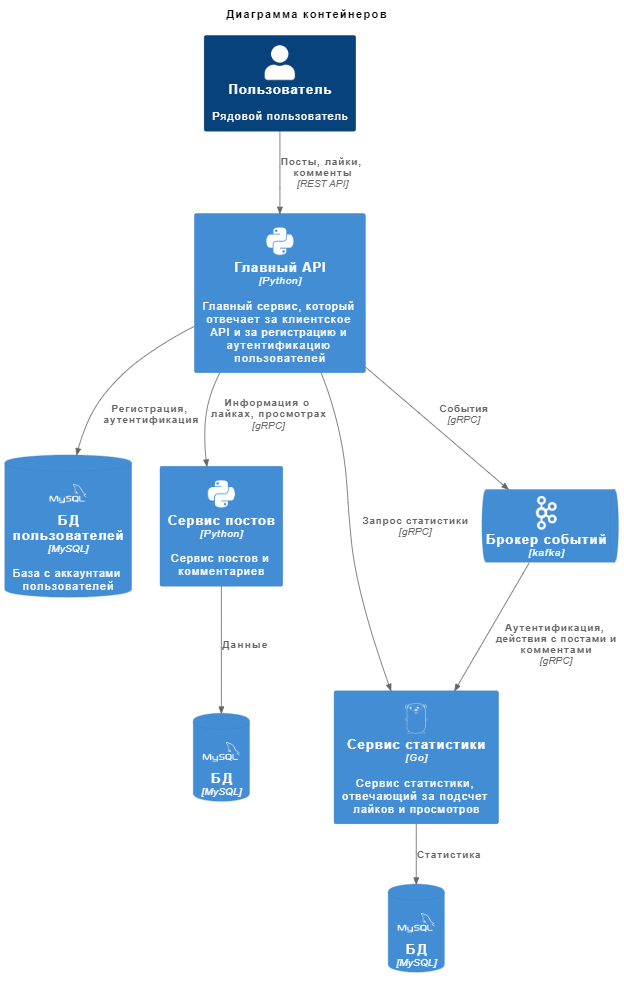 Диаграмма контейнеров
Пользователь
Рядовой пользователь
Посты, лайки,
комменты
[REST API]
Главный API
[Python]
Главный сервис, который
отвечает за клиентское
API и за регистрацию и
аутентификацию
пользователей
Регистрация,
аутентификация
Информация о
лайках, просмотрах
[gRPC]
События
[gRPC]
MySQL
БД
пользователей
[MySQL]
База с аккаунтами
пользователей
Сервис постов
[Python]
Сервис постов и
комментариев
Запрос статистики
[gRPC]
Брокер событий
[kafka]
Данные
Аутентификация,
действия с постами и
комментами
[gRPC]
MySQL
БД
[MySQL]
Сервис статистики
[Go]
Сервис статистики,
отвечающий за подсчет
лайков и просмотров
Статистика
MySQL
БД
[MySQL]